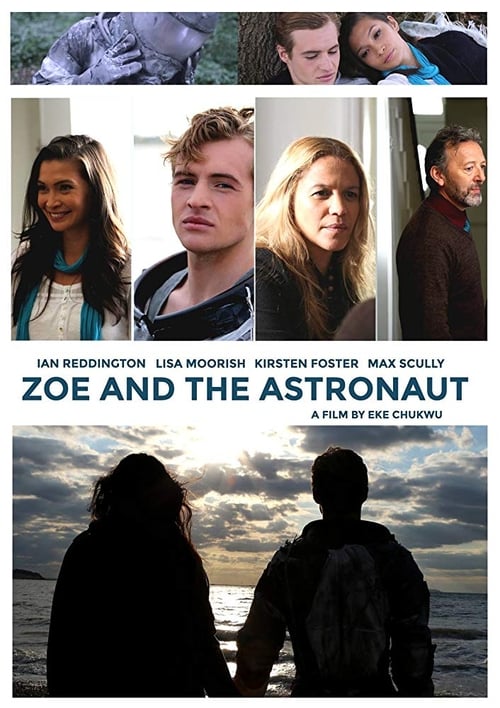 IAN REDDINGTON LISA MOORISH KIRSTEN FOSTER MAX SCULLY
ZOE AND THE ASTRONAUT
A FILM BY EKE CHUKWU